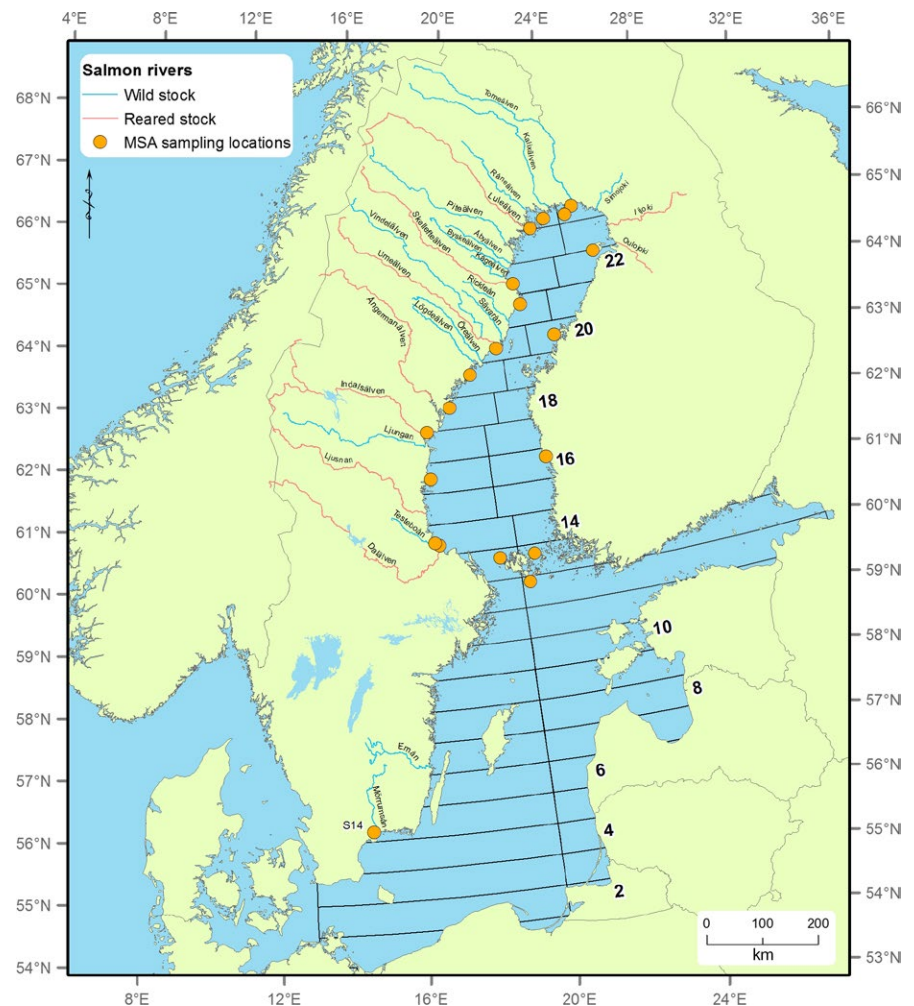 4°E 8°E 12°E 16°E 20°E 24°E 28°E 32°E 36°E
Salmon rivers
Wild stock
Reared stock
MSA sampling locations
68°N
67°N
66°N
65°N
64°N
63°N
62°N
61°N
60°N
59°N
58°N
57°N
56°N
55°N
54°N
66°N
65°N
64°N
63°N
62°N
61°N
60°N
59°N
58°N
57°N
56°N
55°N
54°N
53°N
Torneälven
Kalixälven
Råneälven
Luleälven
Simojoki
Oulojoki
Piteälven
Åbyälven
Byskeälven
Kågeälven
Skellefteälven
Vindelälven
Rickleån
Sävarån
Umeälven
Öreälven
Lögdeälven
Ångermanälven
Indalsälven
Ljungan
Ljusnan
Testeboån
Dalälven
Emån
Mörrumsån
S14
22
20
18
16
14
10
8
6
4
2
0 100 200
km
8°E 12°E 16°E 20°E 24°E